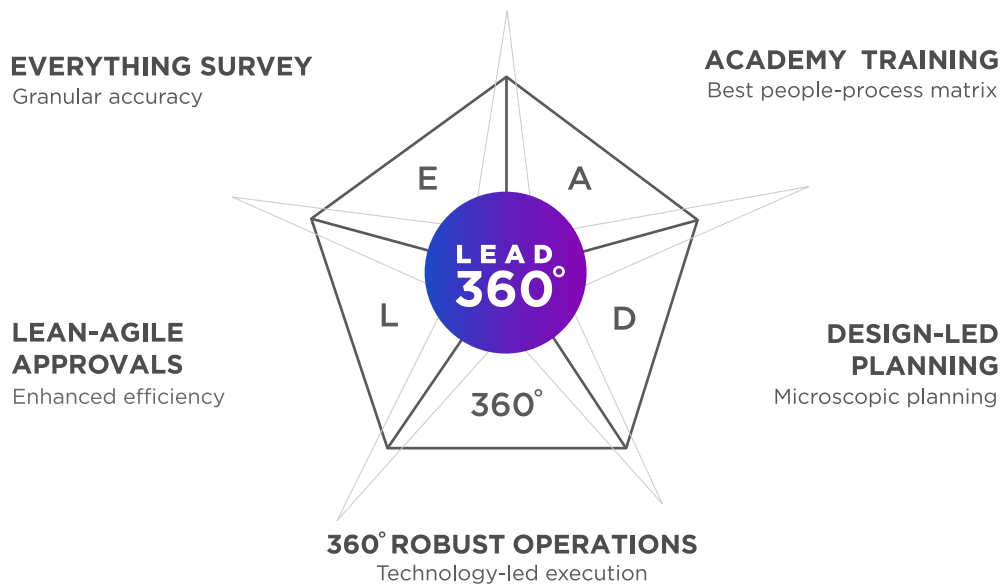 EVERYTHING SURVEY
Granular accuracy
ACADEMY TRAINING
Best people-process matrix
E
A
LEAD
360°
L
D
LEAN-AGILE
APPROVALS
Enhanced efficiency
DESIGN-LED
PLANNING
Microscopic planning
360°
360° ROBUST OPERATIONS
Technology-led execution